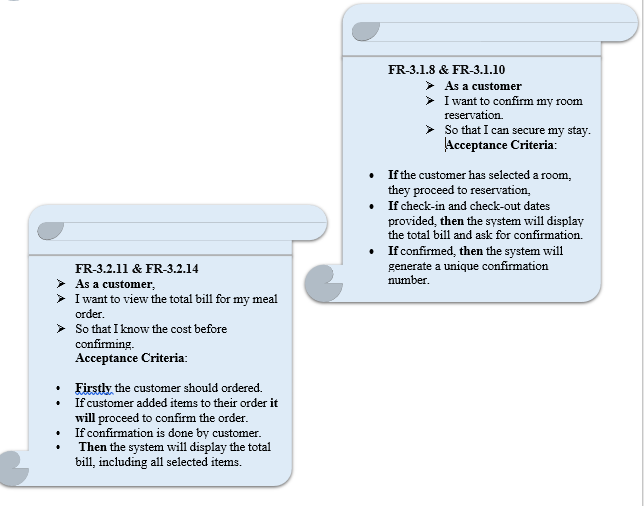 FR-3.1.8 & FR-3.1.10
➤ As a customer
➤ I want to confirm my room
reservation.
➤ So that I can secure my stay.
Acceptance Criteria:
• If the customer has selected a room,
they proceed to reservation,
• If check-in and check-out dates
provided, then the system will display
the total bill and ask for confirmation.
• If confirmed, then the system will
generate a unique confirmation
number.
FR-3.2.11 & FR-3.2.14
➤ As a customer,
➤ I want to view the total bill for my meal
order.
➤ So that I know the cost before
confirming.
Acceptance Criteria:
• Firstly the customer should ordered.
• If customer added items to their order it
will proceed to confirm the order.
• If confirmation is done by customer.
• Then the system will display the total
bill, including all selected items.